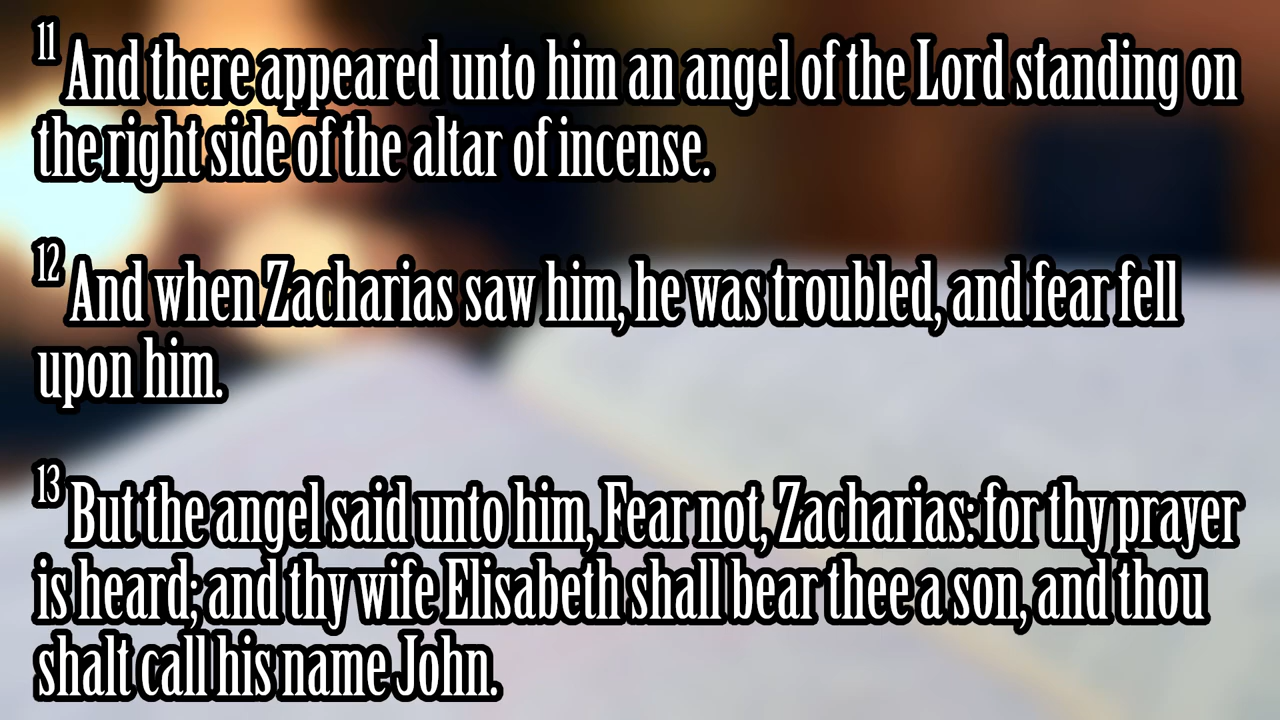 11 And there appeared unto him an angel of the Lord standing on
the right side of the altar of incense.
12 And when Zacharias saw him, he was troubled, and fear fell
upon him.
13 But the angel said unto him, Fear not, Zacharias: for thy prayer
is heard; and thy wife Elisabeth shall bear thee a son, and thou
shalt call his name John.